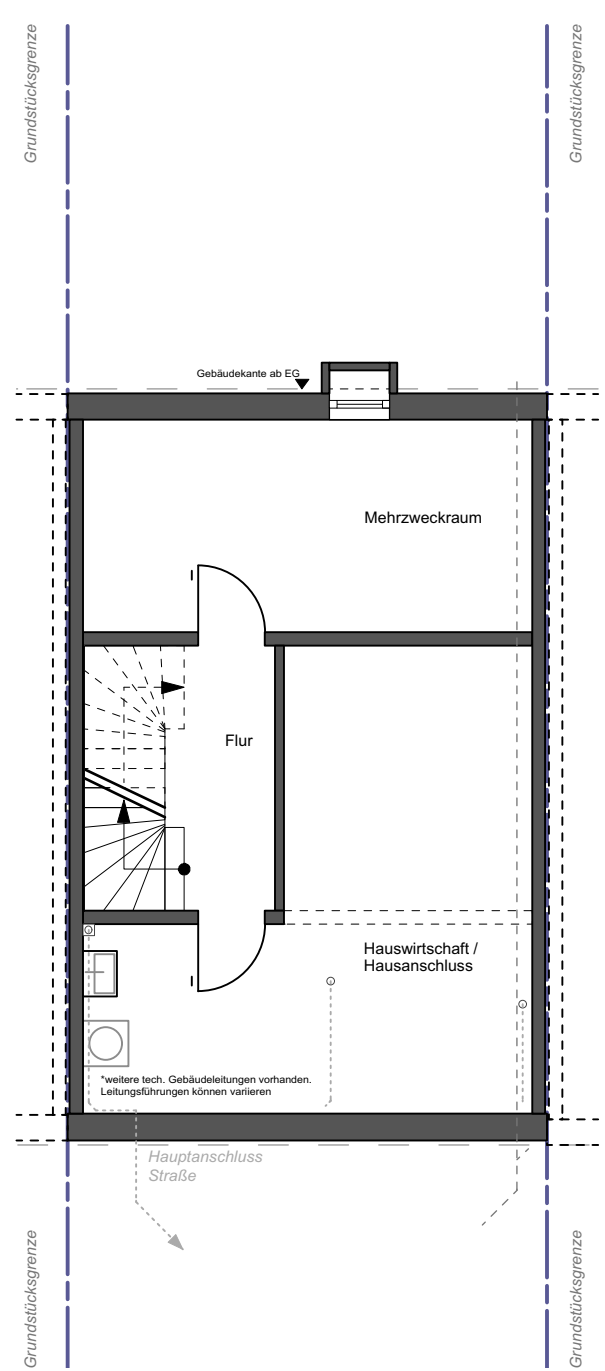 Grundstücksgrenze
Grundstücksgrenze
Gebäudekante ab EG
Mehrzweckraum
Flur
Hauswirtschaft /
Hausanschluss
*weitere tech. Gebäudeleitungen vorhanden.
Leitungsführungen können variieren
Hauptanschluss
Straße
Grundstücksgrenze
Grundstücksgrenze